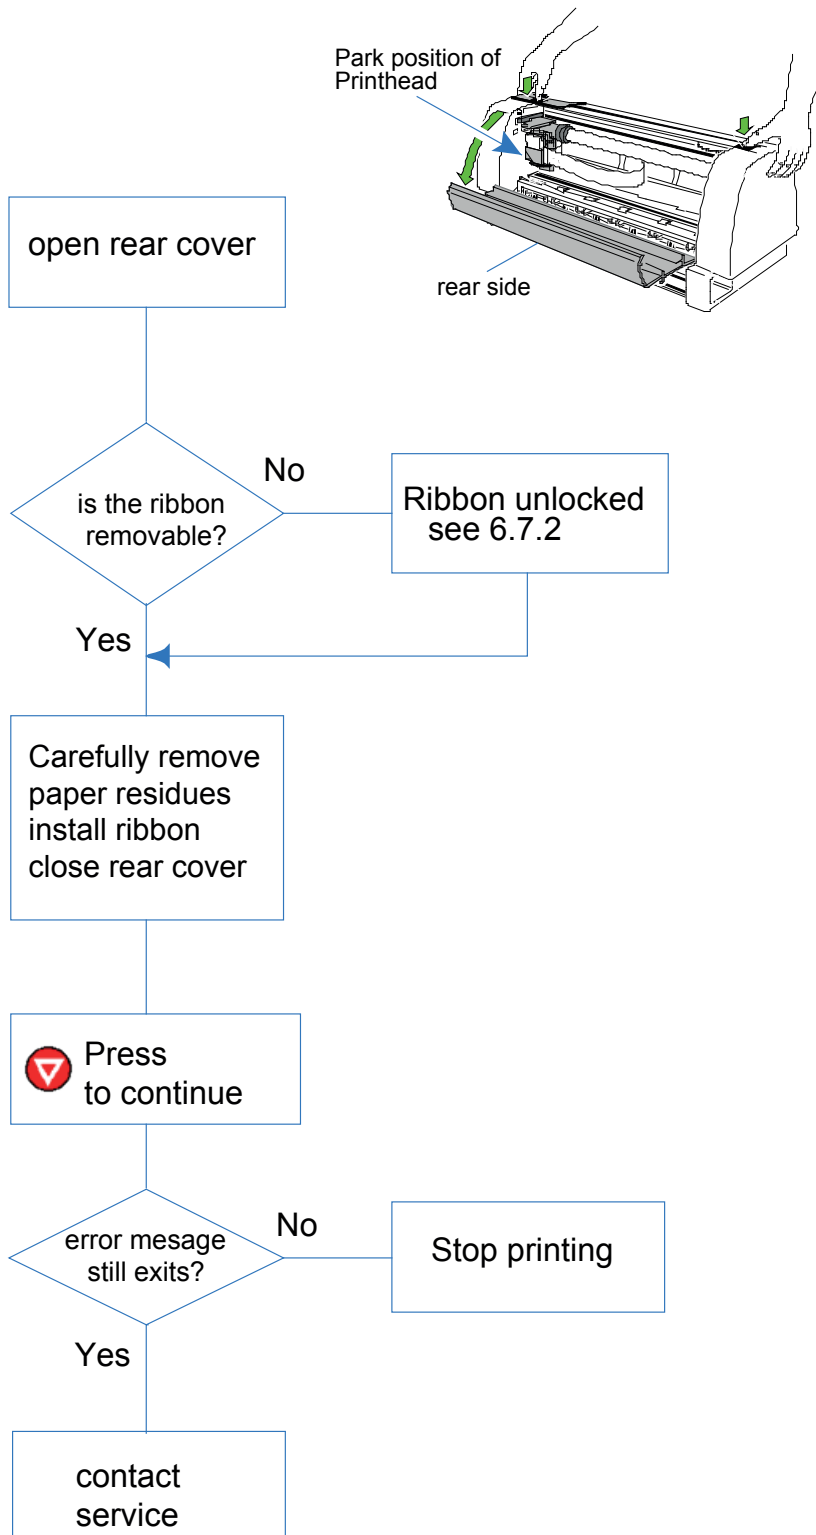 Park position of
Printhead
rear side
open rear cover
is the ribbon
removable?
No
Ribbon unlocked
see 6.7.2
Yes
Carefully remove
paper residues
install ribbon
close rear cover
Press
to continue
error mesage
still exits?
No
Stop printing
Yes
contact
service